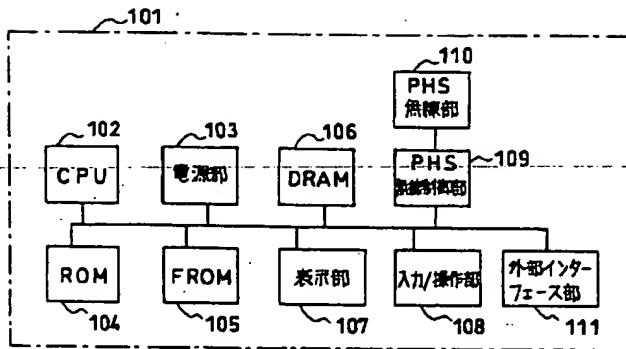 101
110
PHS
無線部
102
103
106
109
CPU
電源部
DRAM
PHS
無線制御部
ROM
FROM
表示部
入力/操作部
外部インター
フェース部
104
105
107
108
111